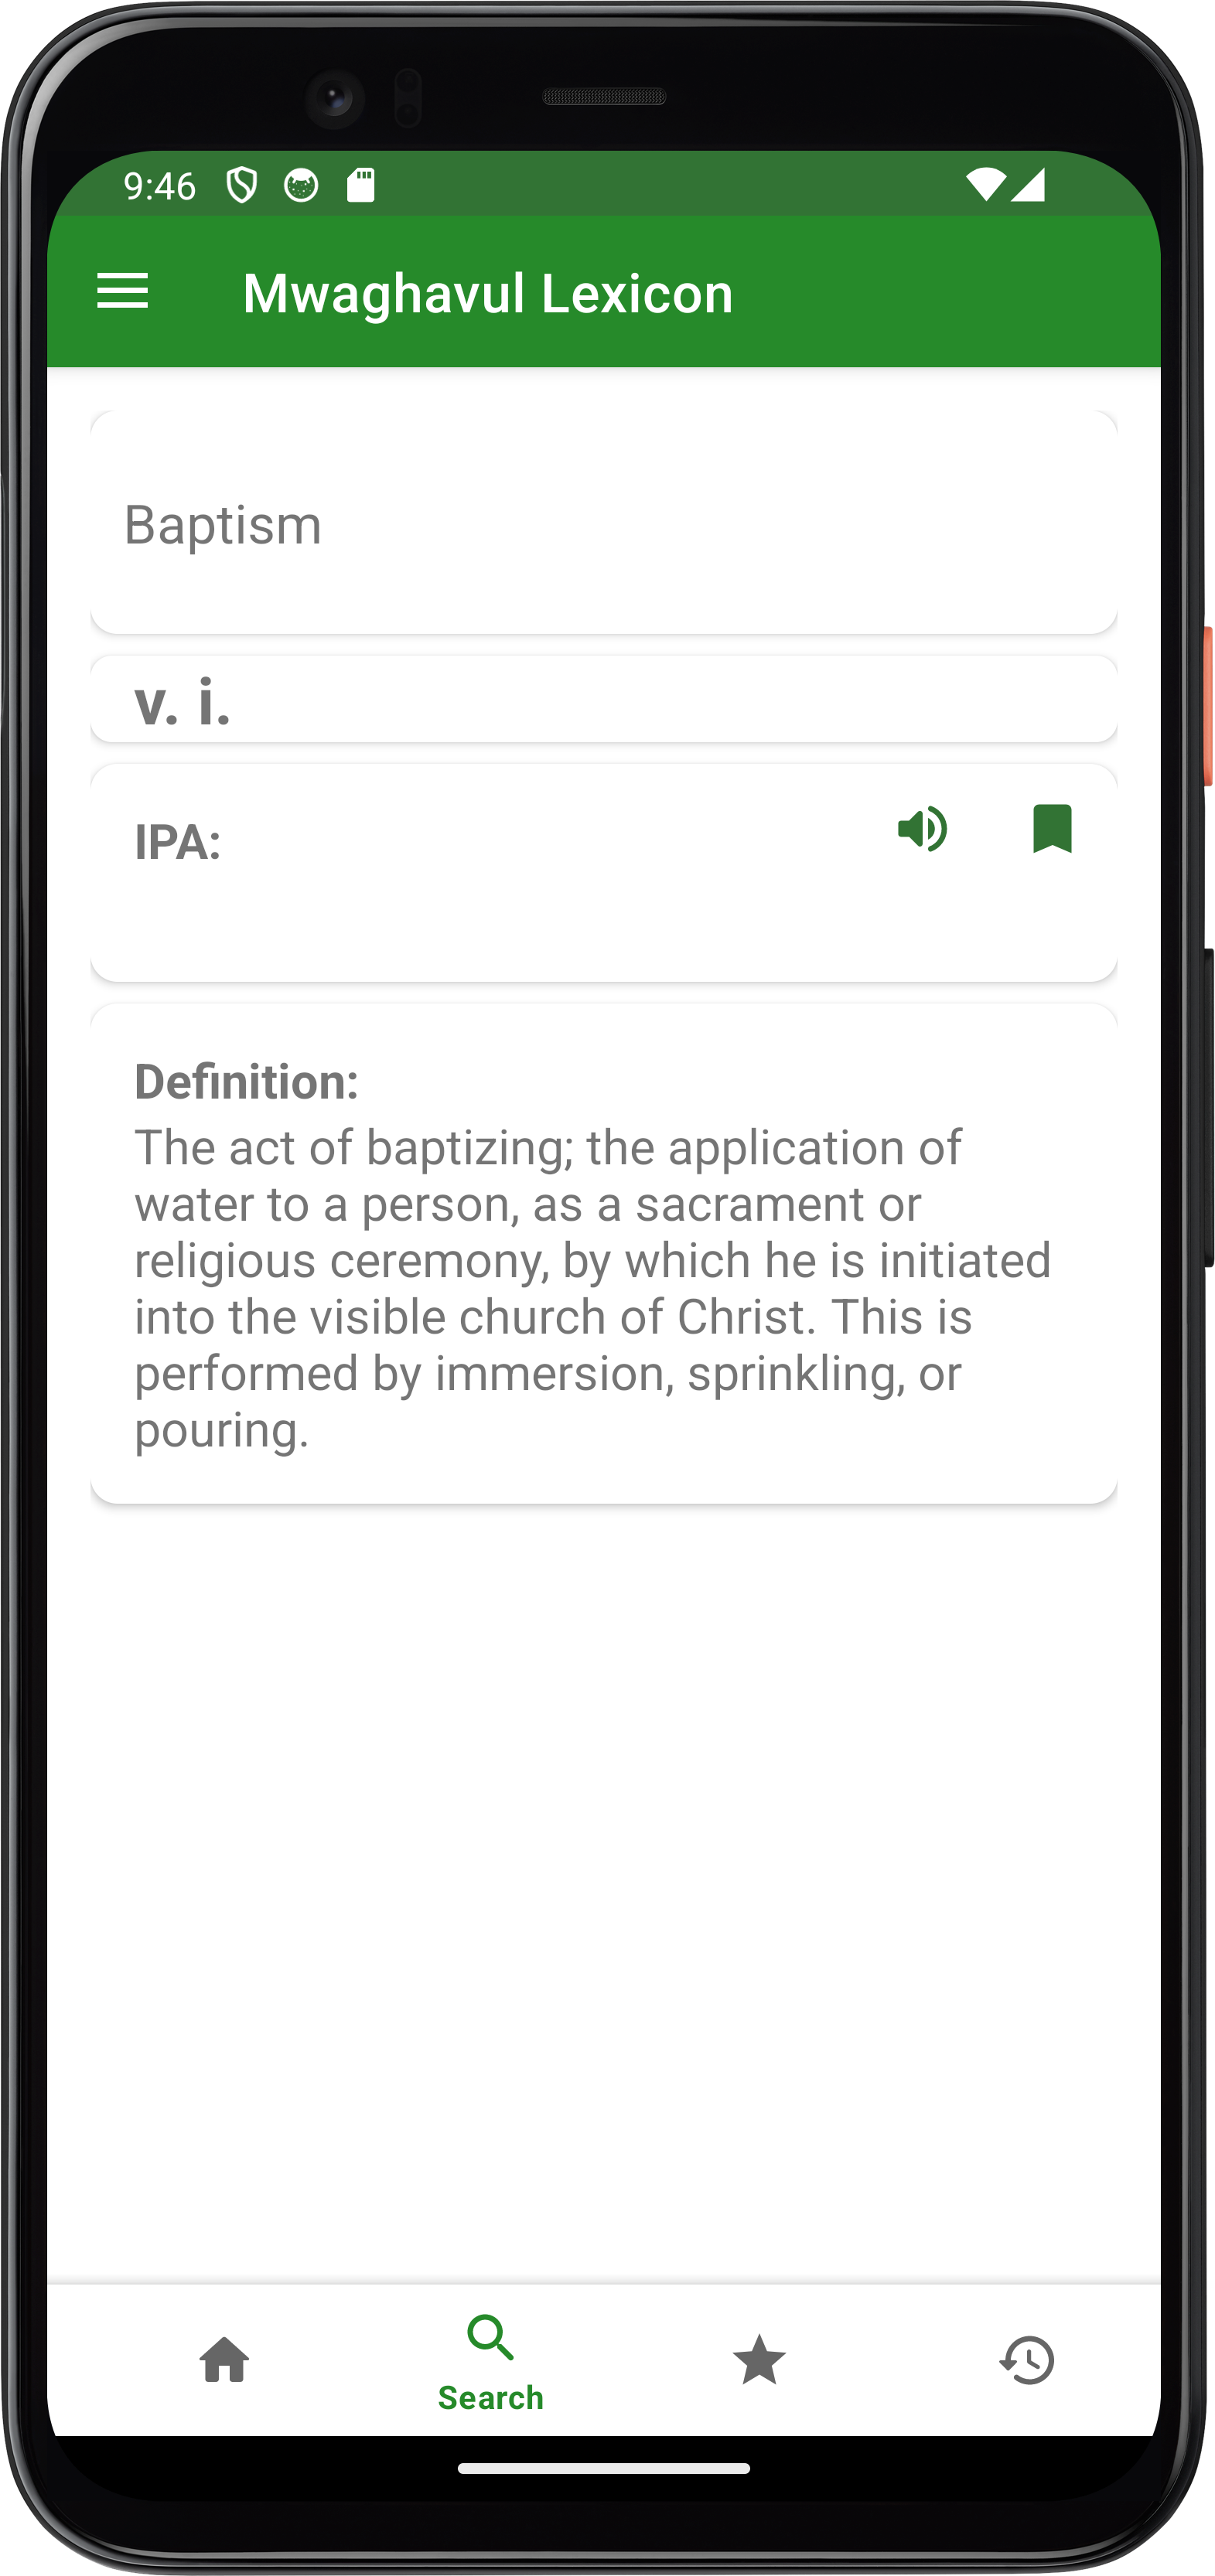 9:46
Mwaghavul Lexicon
Baptism
v. i.
IPA:
Definition:
The act of baptizing; the application of
water to a person, as a sacrament or
religious ceremony, by which he is initiated
into the visible church of Christ. This is
performed by immersion, sprinkling, or
pouring.
Search